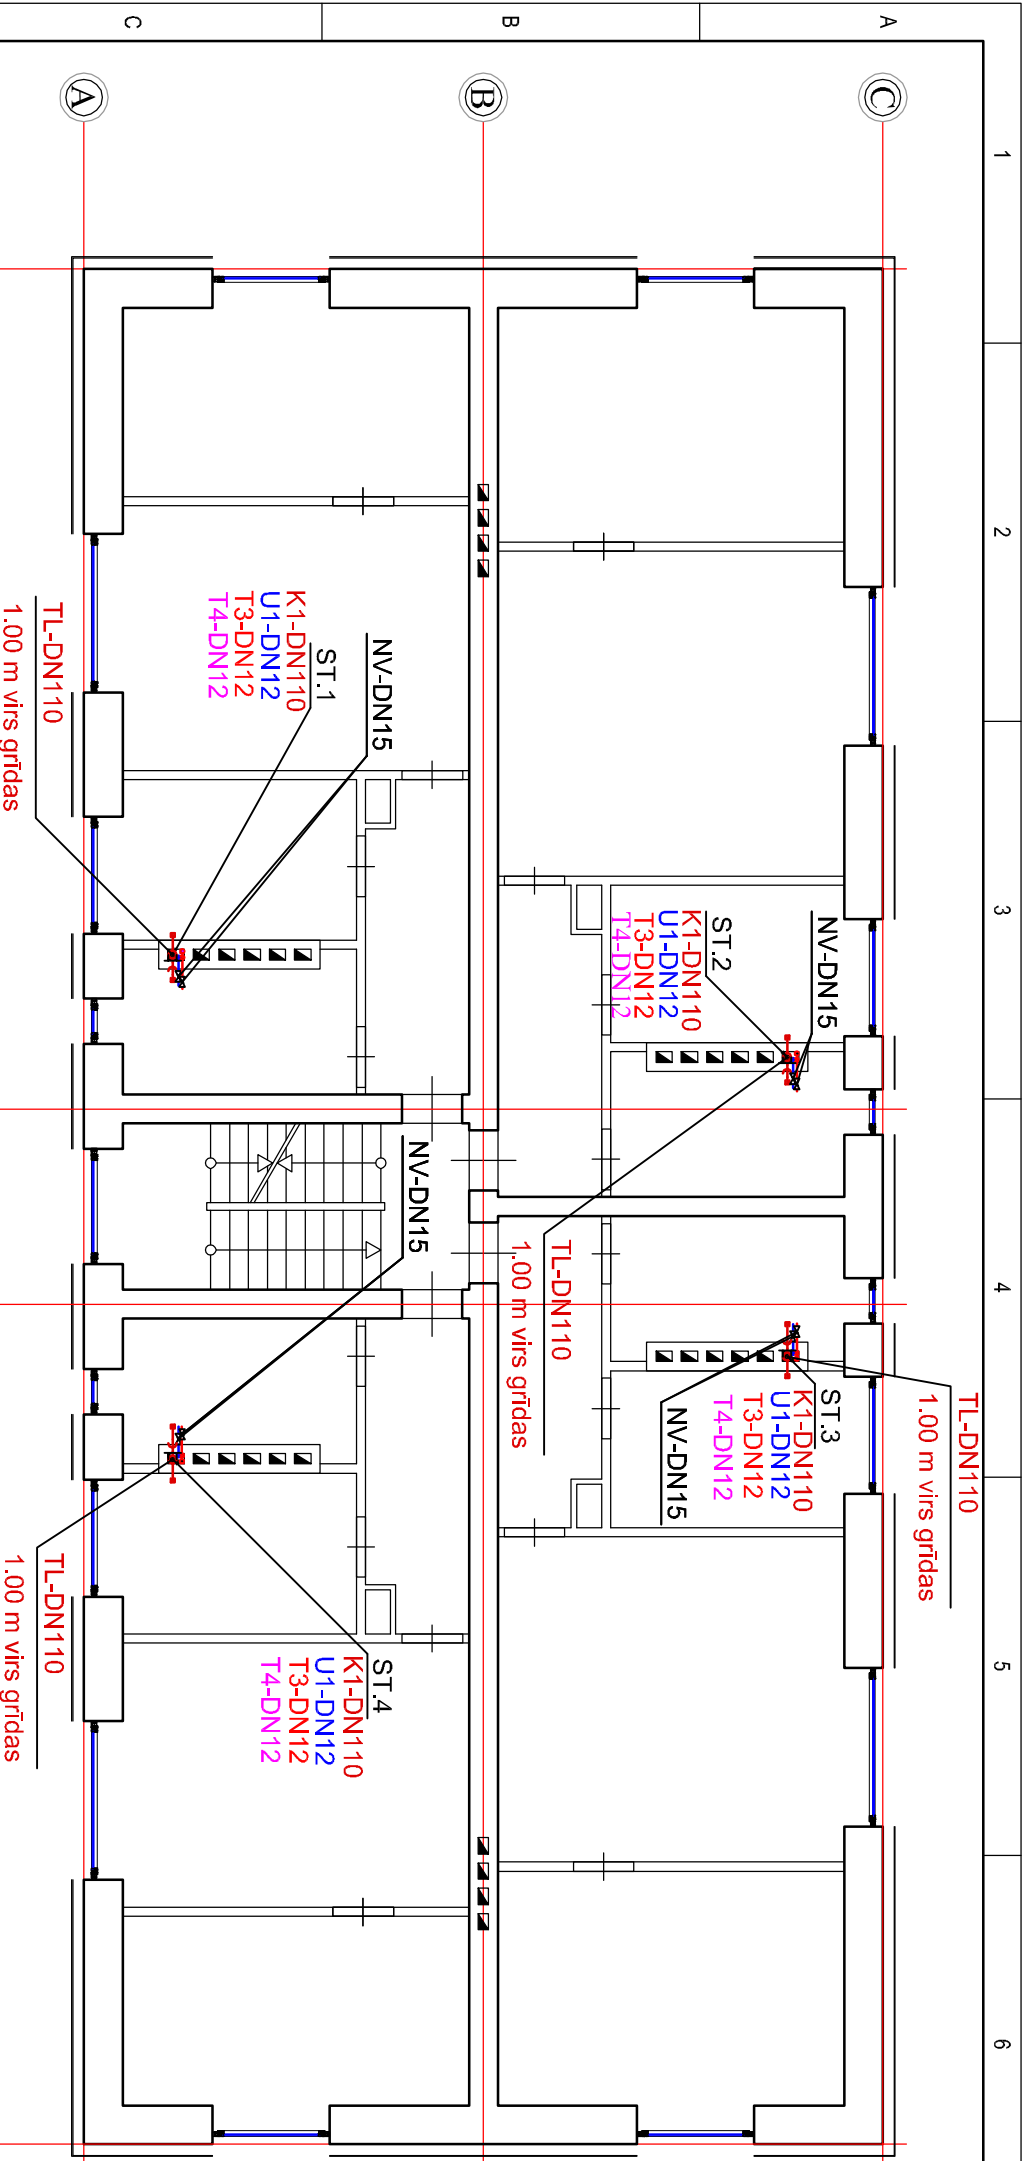 1
2
3
4
5
6
A
B
C
C
B
A
TL-DN110
1.00 m virs grīdas
NV-DN15
ST.2
K1-DN110
U1-DN12
T3-DN12
T4-DN12
ST.3
K1-DN110
U1-DN12
T3-DN12
T4-DN12
NV-DN15
TL-DN110
1.00 m virs grīdas
NV-DN15
NV-DN15
ST.1
K1-DN110
U1-DN12
T3-DN12
T4-DN12
ST.4
K1-DN110
U1-DN12
T3-DN12
T4-DN12
TL-DN110
1.00 m virs grīdas
TL-DN110
1.00 m virs grīdas